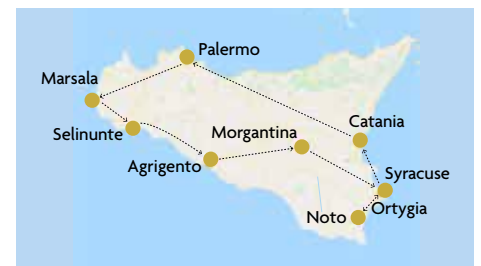 Palermo
Marsala
Selinunte
Morgantina
Catania
Agrigento
Syracuse
Ortygia
Noto